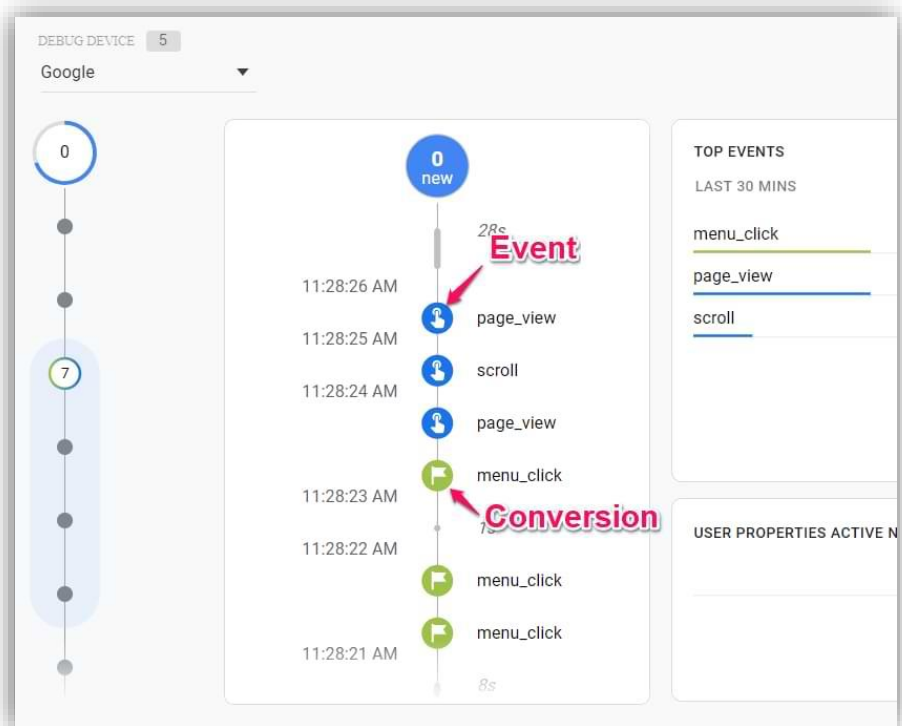 DEBUG DEVICE 5
Google
0
7
0
new
28s
Event
11:28:26 AM
page_view
11:28:25 AM
scroll
11:28:24 AM
page_view
menu_click
11:28:23 AM
Conversion
11:28:22 AM
menu_click
menu_click
11:28:21 AM
8s
TOP EVENTS
LAST 30 MINS
menu_click
page_view
scroll
USER PROPERTIES ACTIVE N